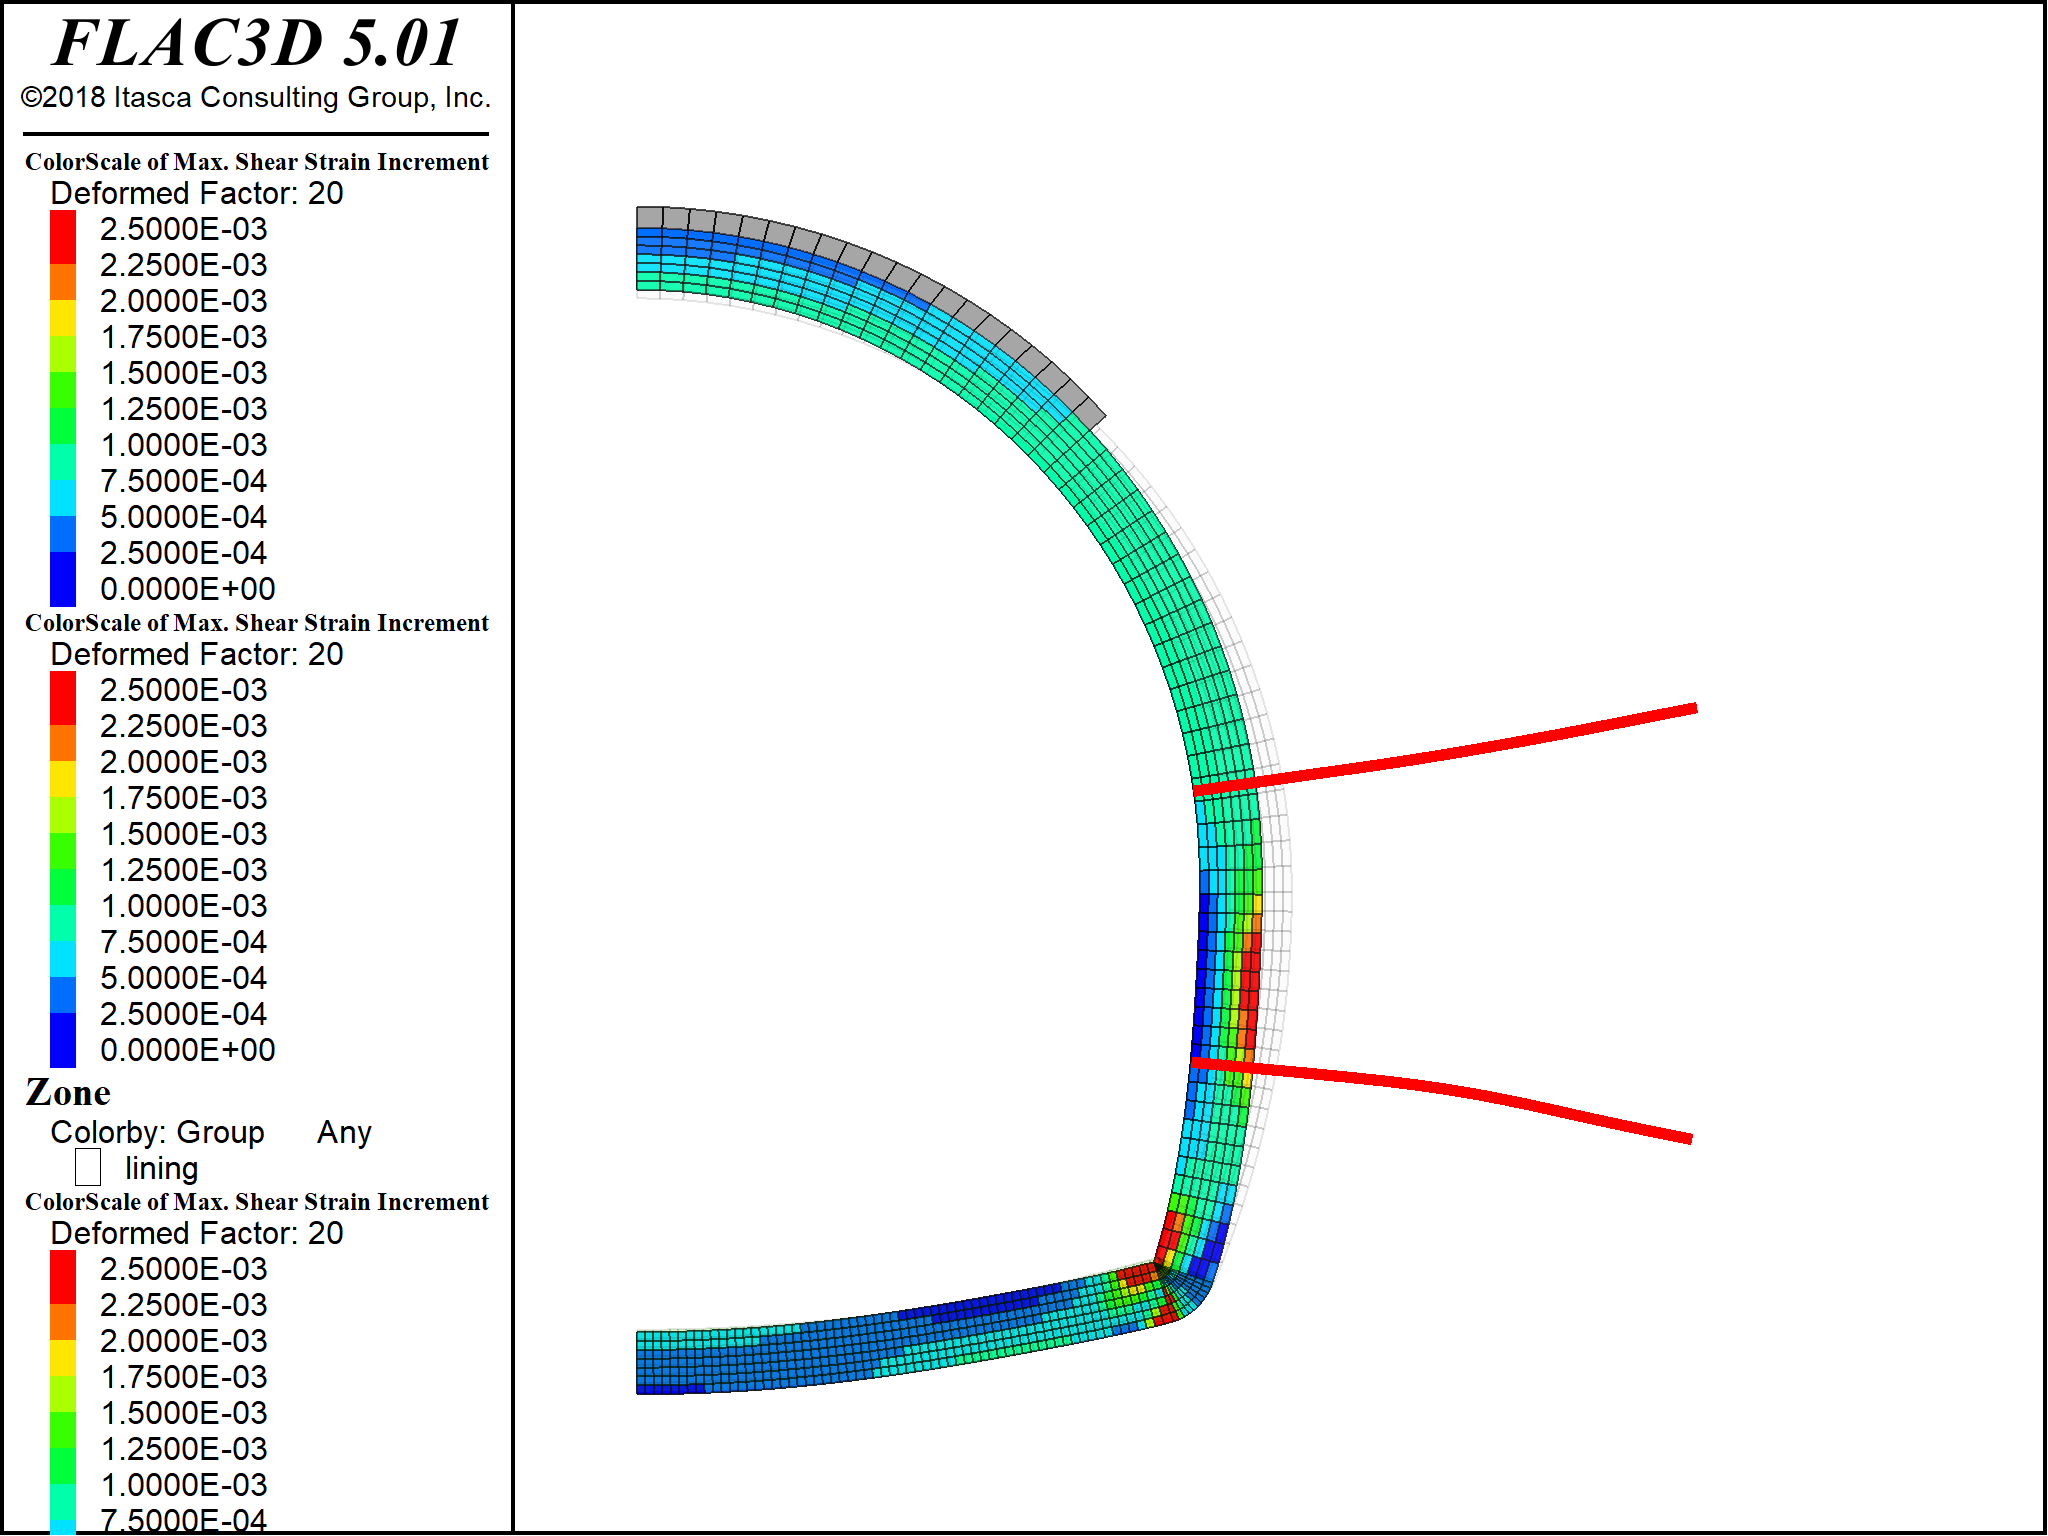 FLAC3D 5.01
©2018 Itasca Consulting Group, Inc.
ColorScale of Max. Shear Strain Increment
Deformed Factor: 20
2.5000E-03
2.2500E-03
2.0000E-03
1.7500E-03
1.5000E-03
1.2500E-03
1.0000E-03
7.5000E-04
5.0000E-04
2.5000E-04
0.0000E+00
ColorScale of Max. Shear Strain Increment
Deformed Factor: 20
2.5000E-03
2.2500E-03
2.0000E-03
1.7500E-03
1.5000E-03
1.2500E-03
1.0000E-03
7.5000E-04
5.0000E-04
2.5000E-04
0.0000E+00
Zone
Colorby: Group Any
lining
ColorScale of Max. Shear Strain Increment
Deformed Factor: 20
2.5000E-03
2.2500E-03
2.0000E-03
1.7500E-03
1.5000E-03
1.2500E-03
1.0000E-03
7.5000E-04